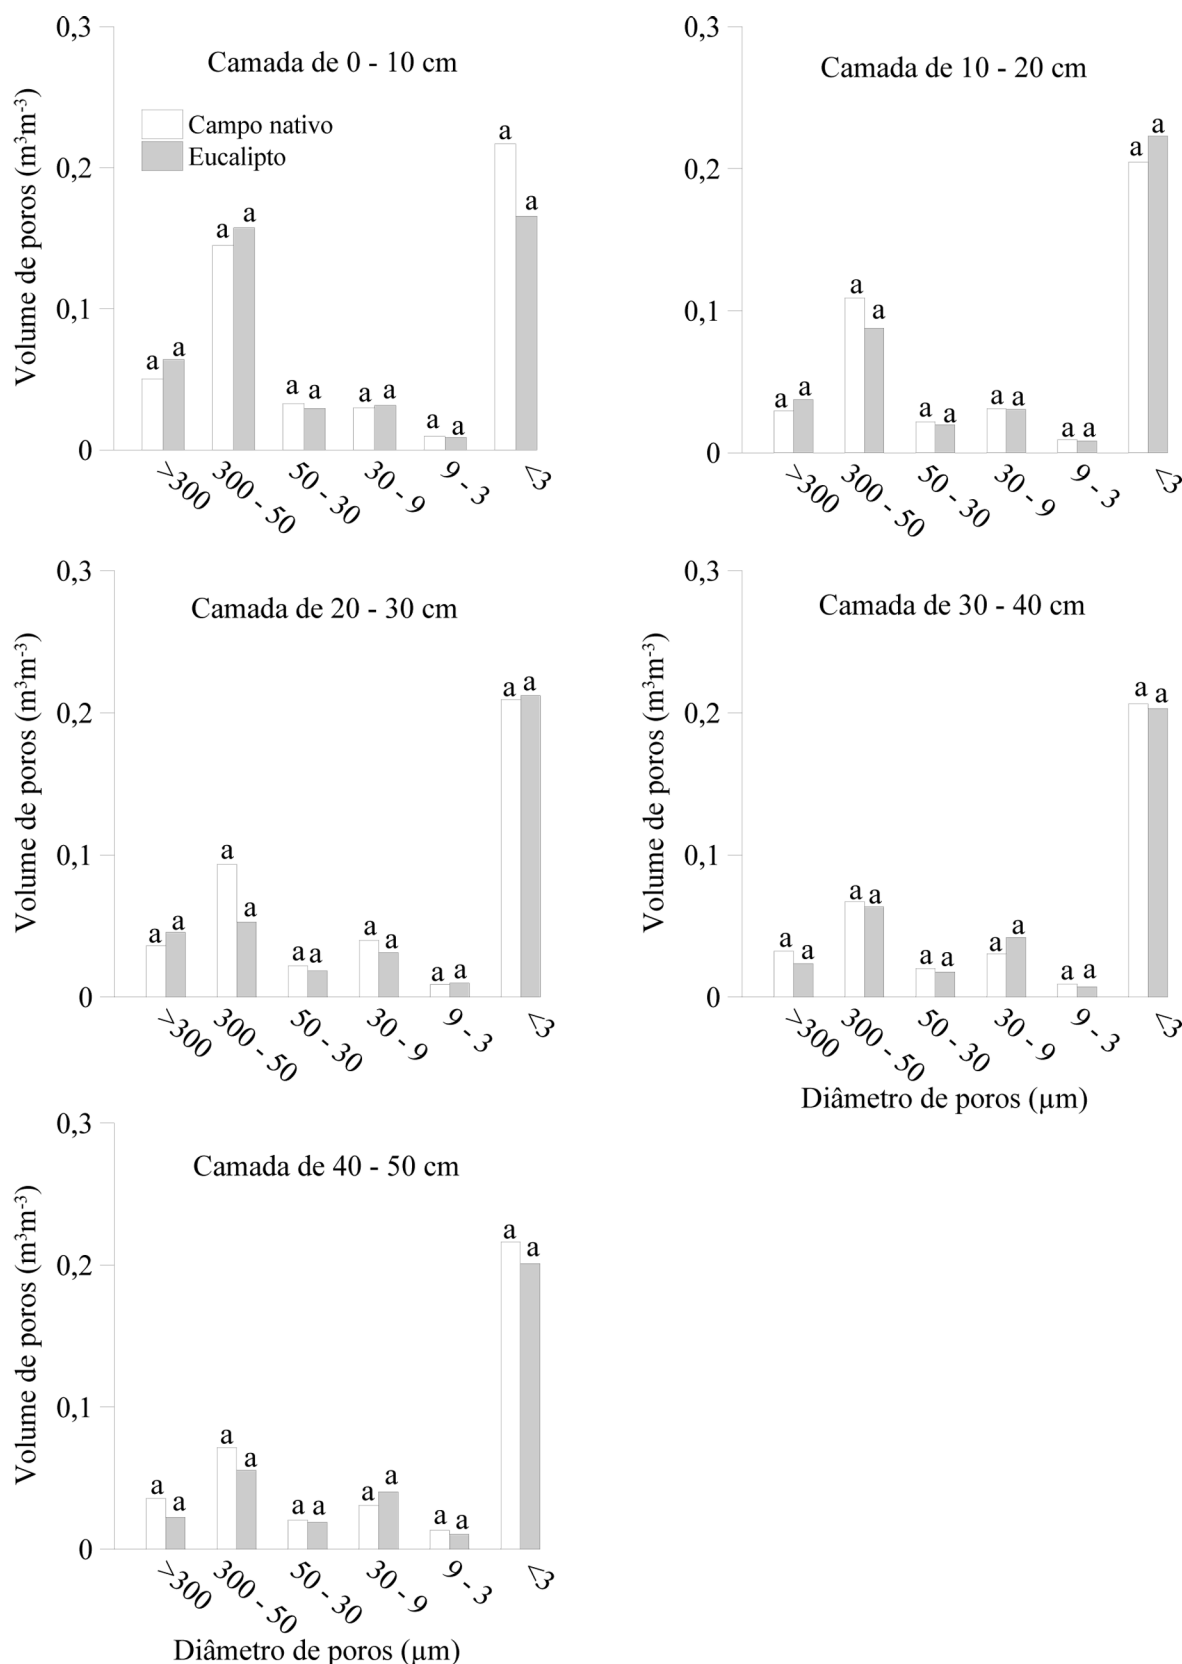 Camada de 0 - 10 cm
Volume de poros (m³m⁻³)
0,3
0,2
0,1
0
Campo nativo
Eucalipto
a a a a a a a a a a a a
>300 300 - 50 50 - 30 30 - 9 9 - 3 <3
Camada de 10 - 20 cm
0,3
0,2
0,1
0
a a a a a a a a a a a a
>300 300 - 50 50 - 30 30 - 9 9 - 3 <3
Camada de 20 - 30 cm
Volume de poros (m³m⁻³)
0,3
0,2
0,1
0
a a a a a a a a a a a a
>300 300 - 50 50 - 30 30 - 9 9 - 3 <3
Camada de 30 - 40 cm
Volume de poros (m³m⁻³)
0,3
0,2
0,1
0
a a a a a a a a a a a a
>300 300 - 50 50 - 30 30 - 9 9 - 3 <3
Diâmetro de poros (µm)
Camada de 40 - 50 cm
Volume de poros (m³m⁻³)
0,3
0,2
0,1
0
a a a a a a a a a a a a
>300 300 - 50 50 - 30 30 - 9 9 - 3 <3
Diâmetro de poros (µm)